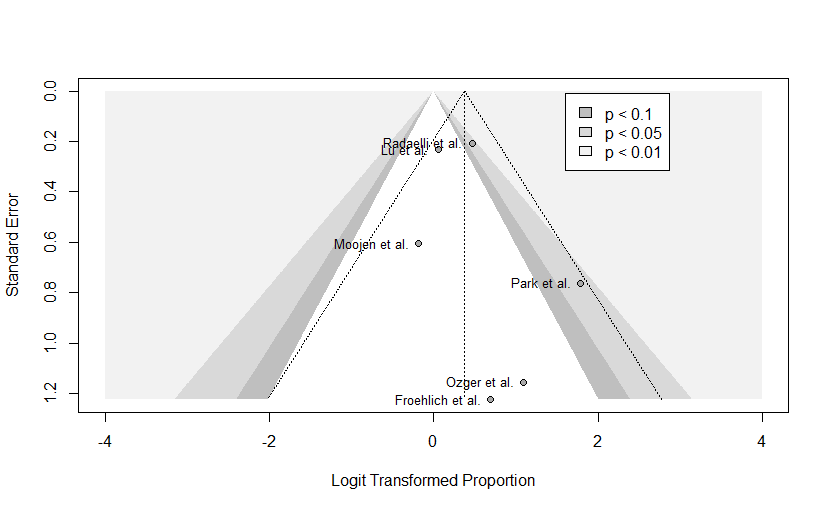 p < 0.1
p < 0.05
p < 0.01
Radaelli et al.
Lu et al.
Moojen et al.
Park et al.
Ozger et al.
Froehlich et al.
0.0
0.2
0.4
0.6
0.8
1.0
1.2
Standard Error
-4
-2
0
2
4
Logit Transformed Proportion